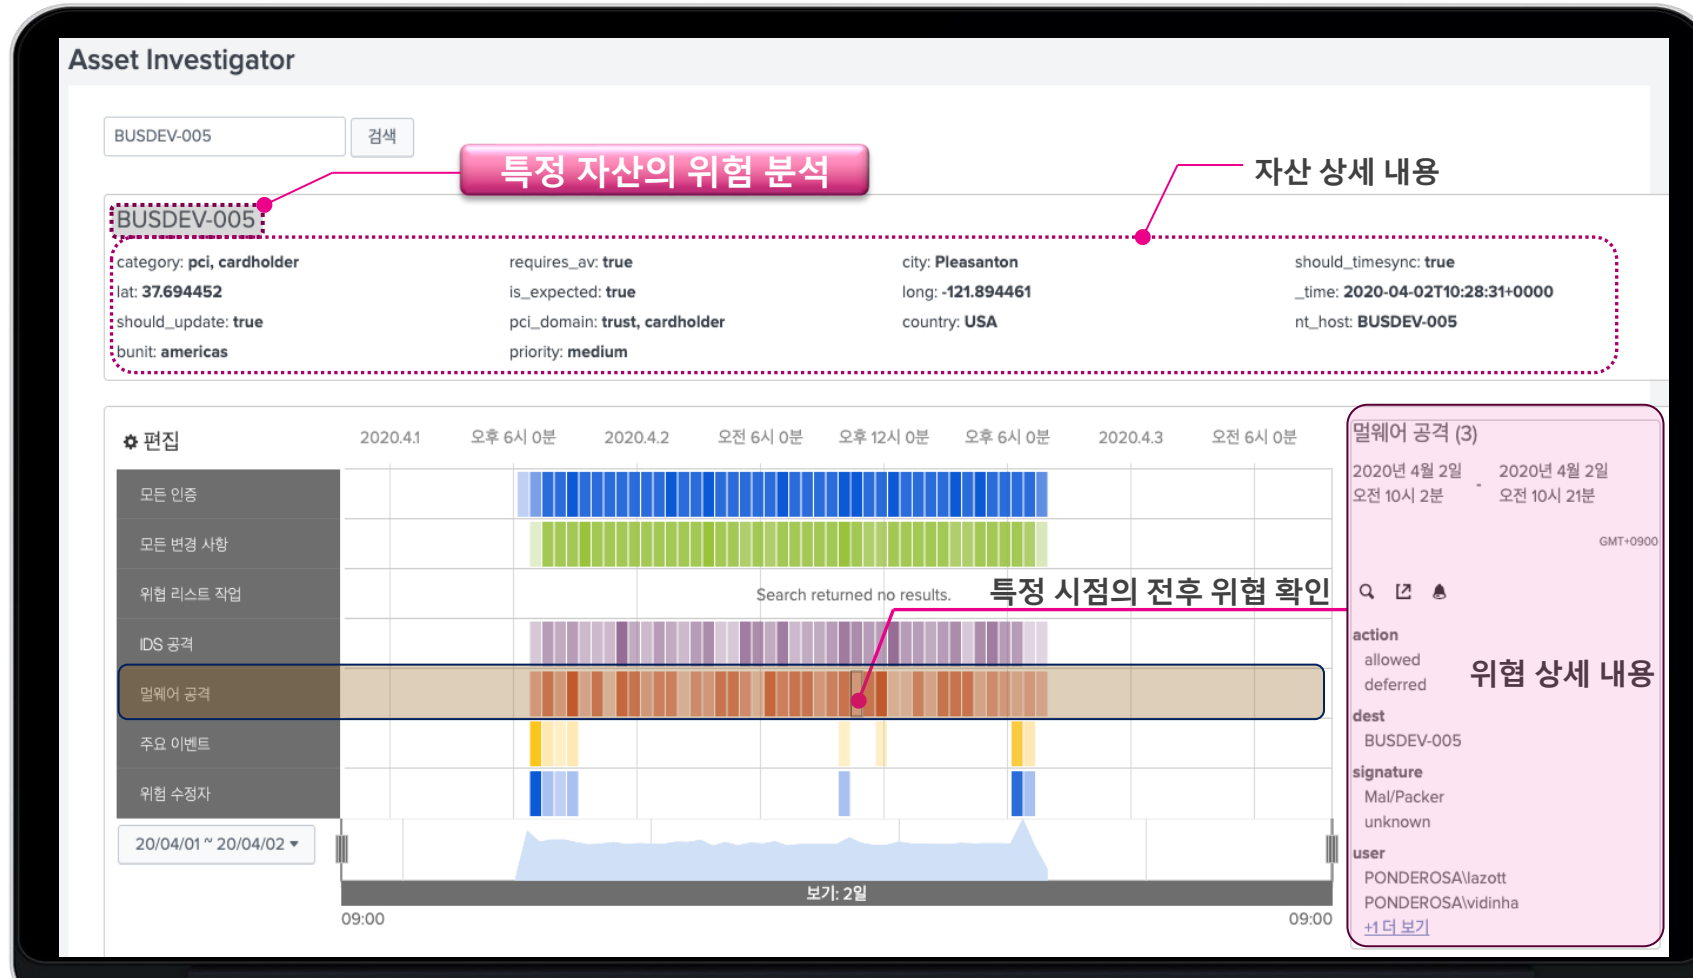 Asset Investigator
BUSDEV-005
검색
특정 자산의 위험 분석
자산 상세 내용
BUSDEV-005
category: pci, cardholder
requires_av: true
city: Pleasanton
should_timesync: true
lat: 37.694452
is_expected: true
long: -121.894461
_time: 2020-04-02T10:28:31+0000
should_update: true
pci_domain: trust, cardholder
country: USA
nt_host: BUSDEV-005
bunit: americas
priority: medium
편집
2020.4.1
오후 6시 0분
2020.4.2
오전 6시 0분
오후 12시 0분
오후 6시 0분
2020.4.3
오전 6시 0분
모든 인증
모든 변경 사항
위협 리스트 작업
Search returned no results.
특정 시점의 전후 위협 확인
IDS 공격
멀웨어 공격
주요 이벤트
위험 수정자
20/04/01 ~ 20/04/02
보기: 2일
09:00
09:00
멀웨어 공격 (3)
2020년 4월 2일
오전 10시 2분
-
2020년 4월 2일
오전 10시 21분
GMT+0900
action
allowed
deferred
위협 상세 내용
dest
BUSDEV-005
signature
Mal/Packer
unknown
user
PONDEROSA\lazott
PONDEROSA\vidinha
+1 더 보기